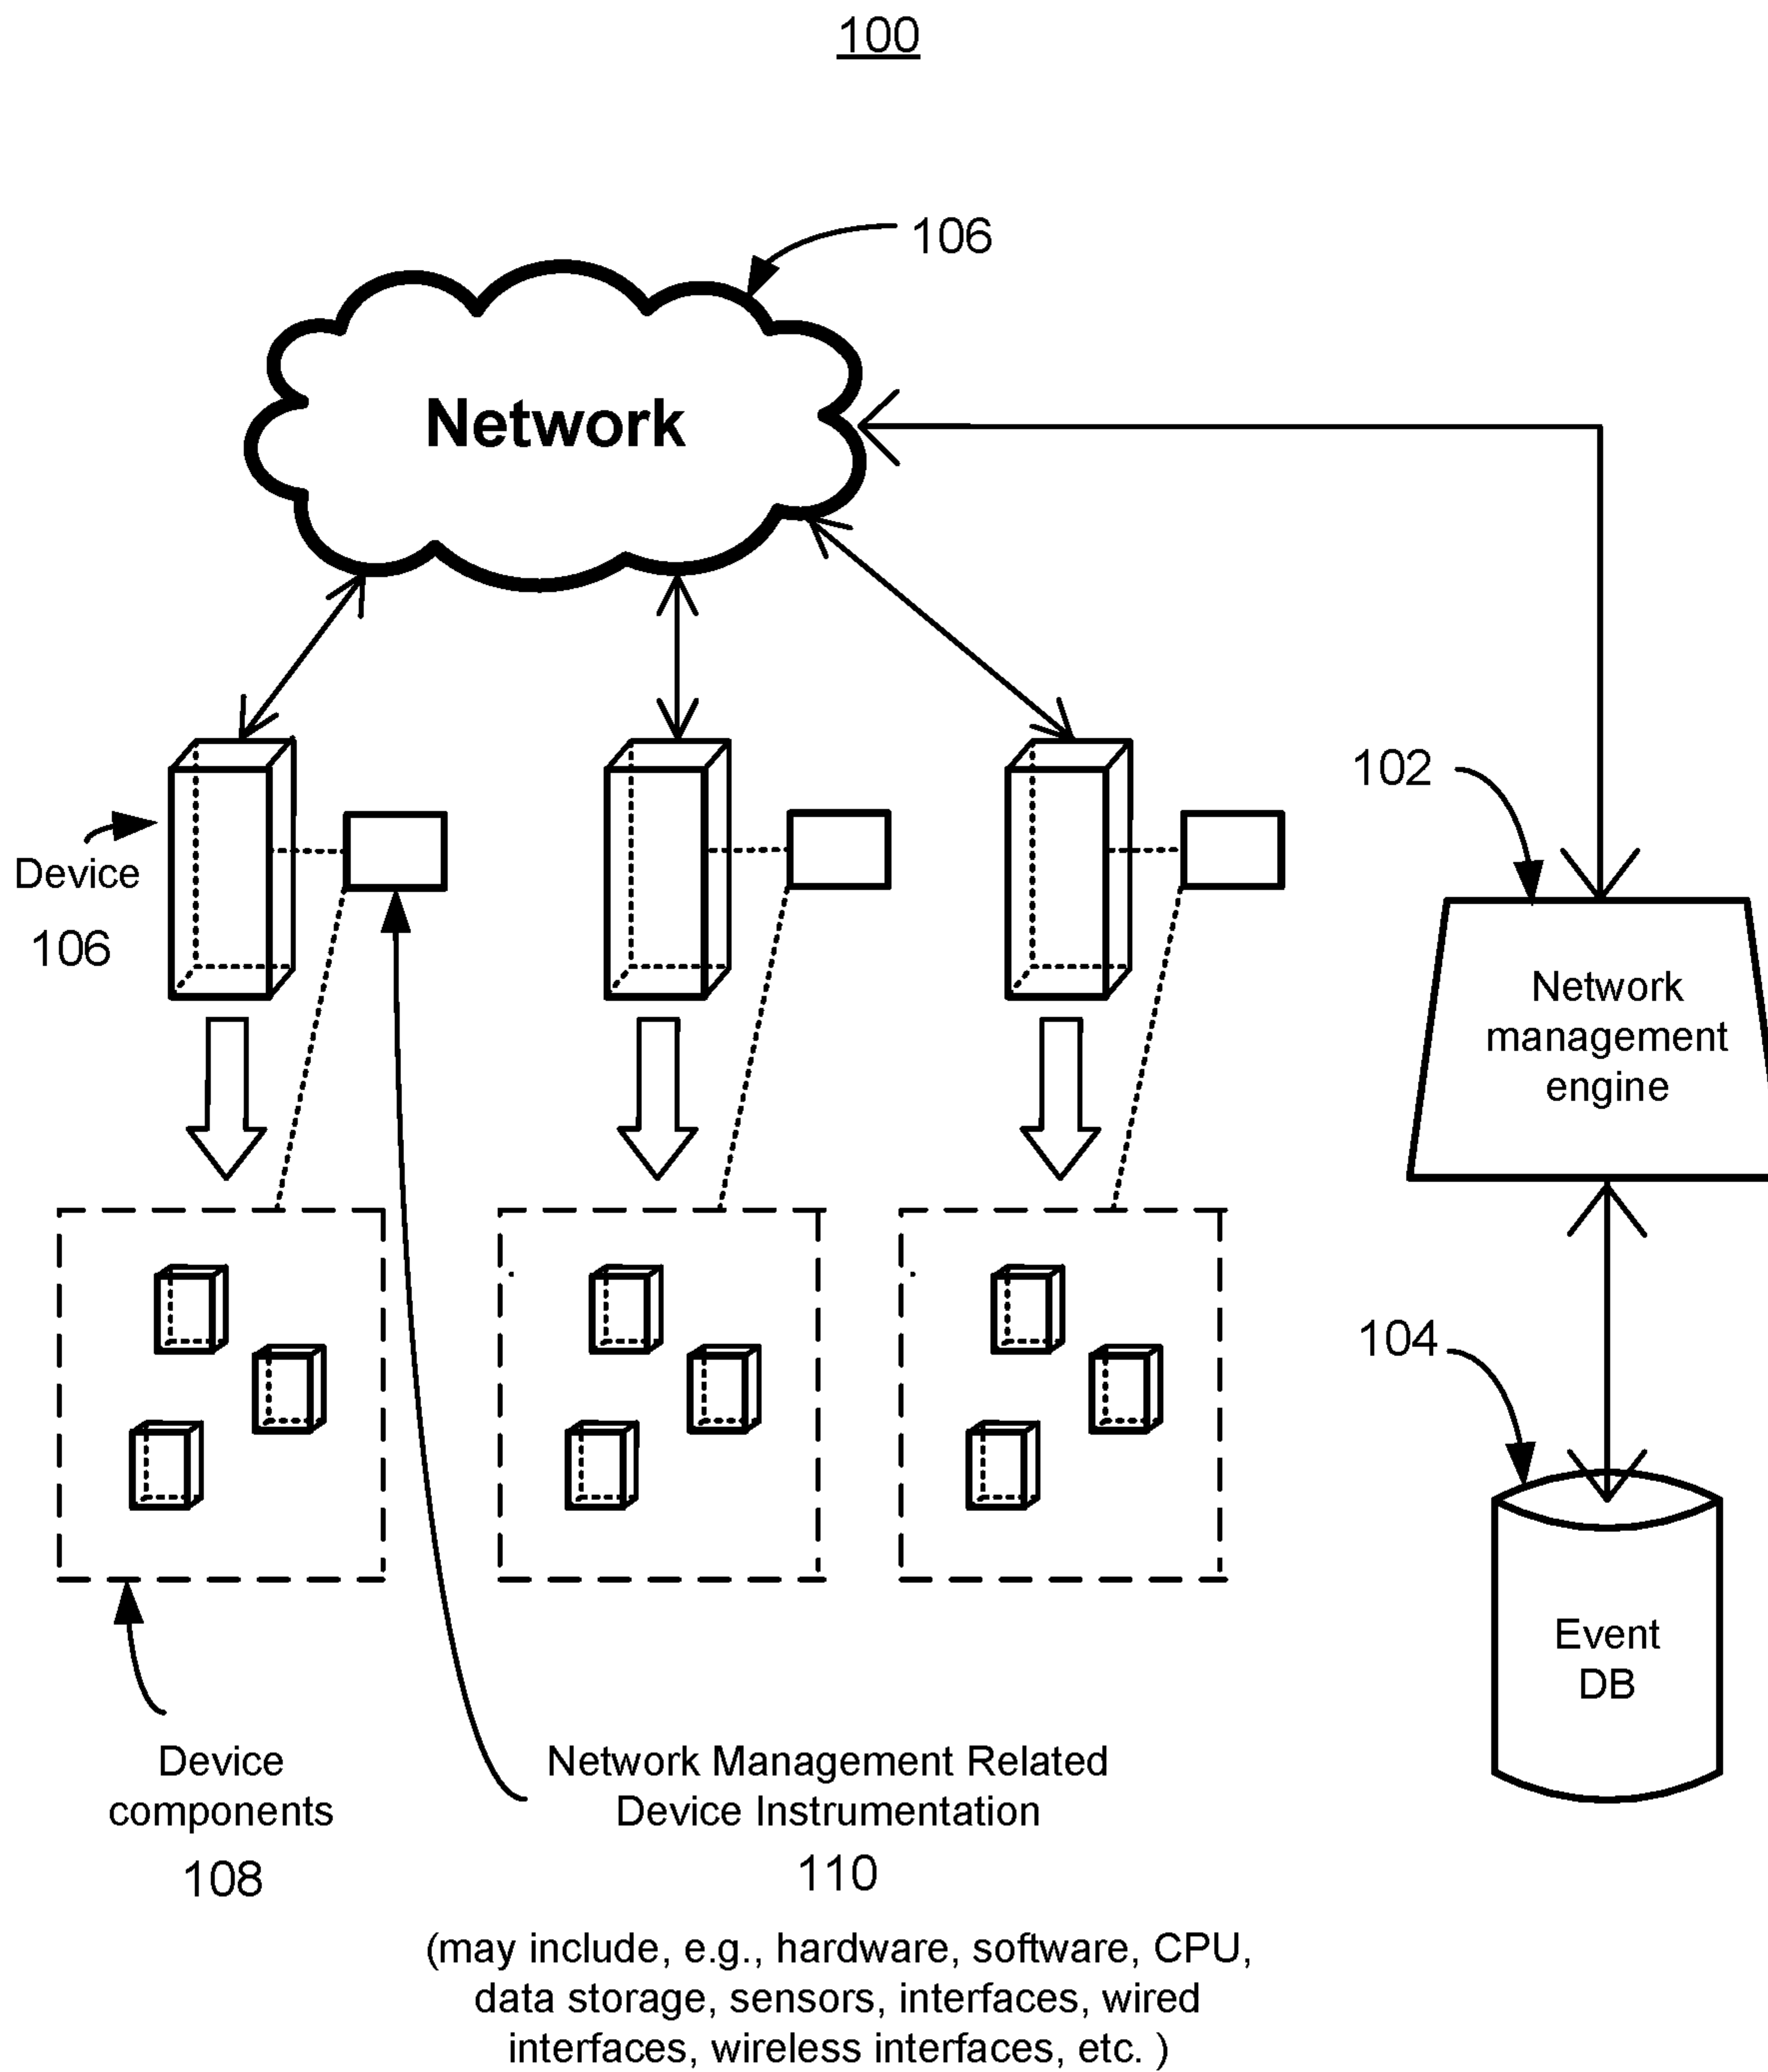 100
106
Network
102
Device
106
Network
management
engine
104
Event
DB
Device
components
108
Network Management Related
Device Instrumentation
110
(may include, e.g., hardware, software, CPU,
data storage, sensors, interfaces, wired
interfaces, wireless interfaces, etc. )